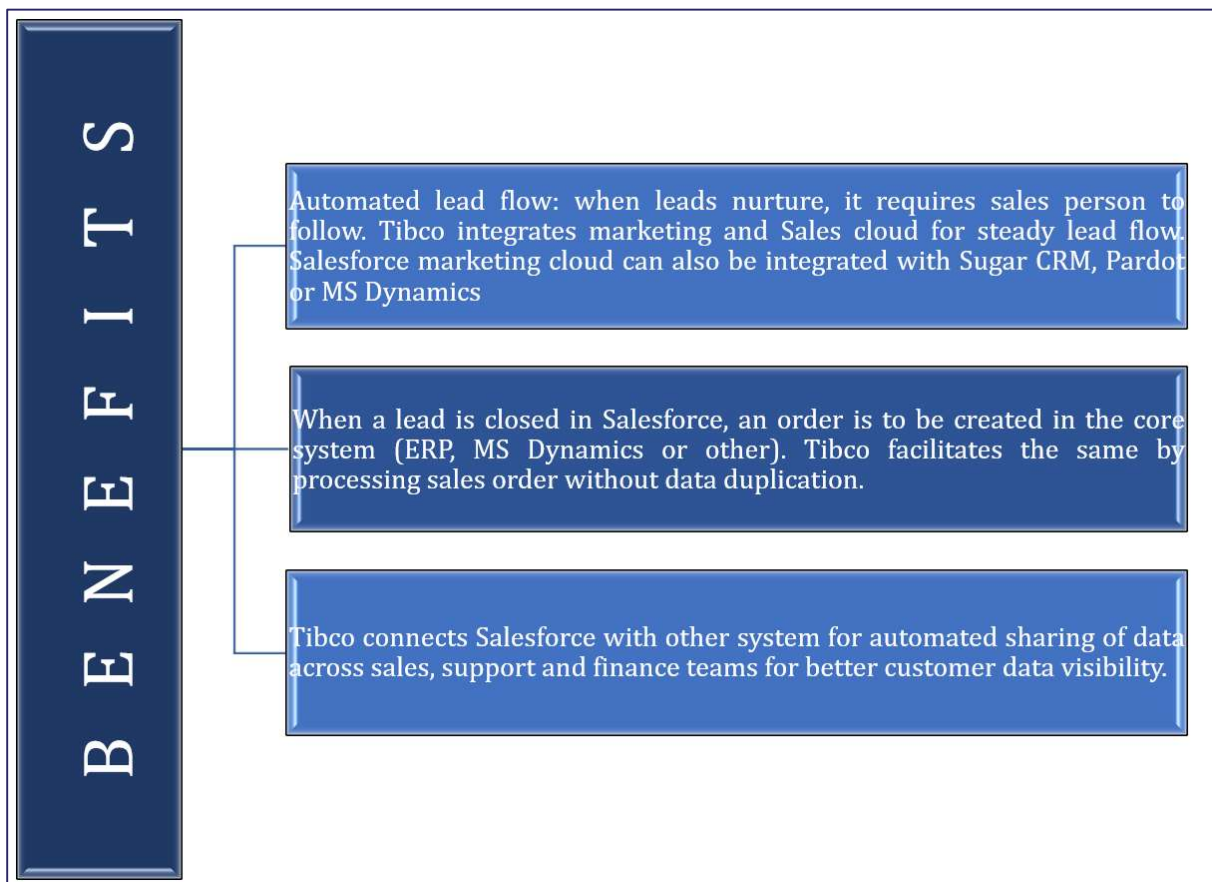 BENEFITS
Automated lead flow: when leads nurture, it requires sales person to
follow. Tibco integrates marketing and Sales cloud for steady lead flow.
Salesforce marketing cloud can also be integrated with Sugar CRM, Pardot
or MS Dynamics
When a lead is closed in Salesforce, an order is to be created in the core
system (ERP, MS Dynamics or other). Tibco facilitates the same by
processing sales order without data duplication.
Tibco connects Salesforce with other system for automated sharing of data
across sales, support and finance teams for better customer data visibility.